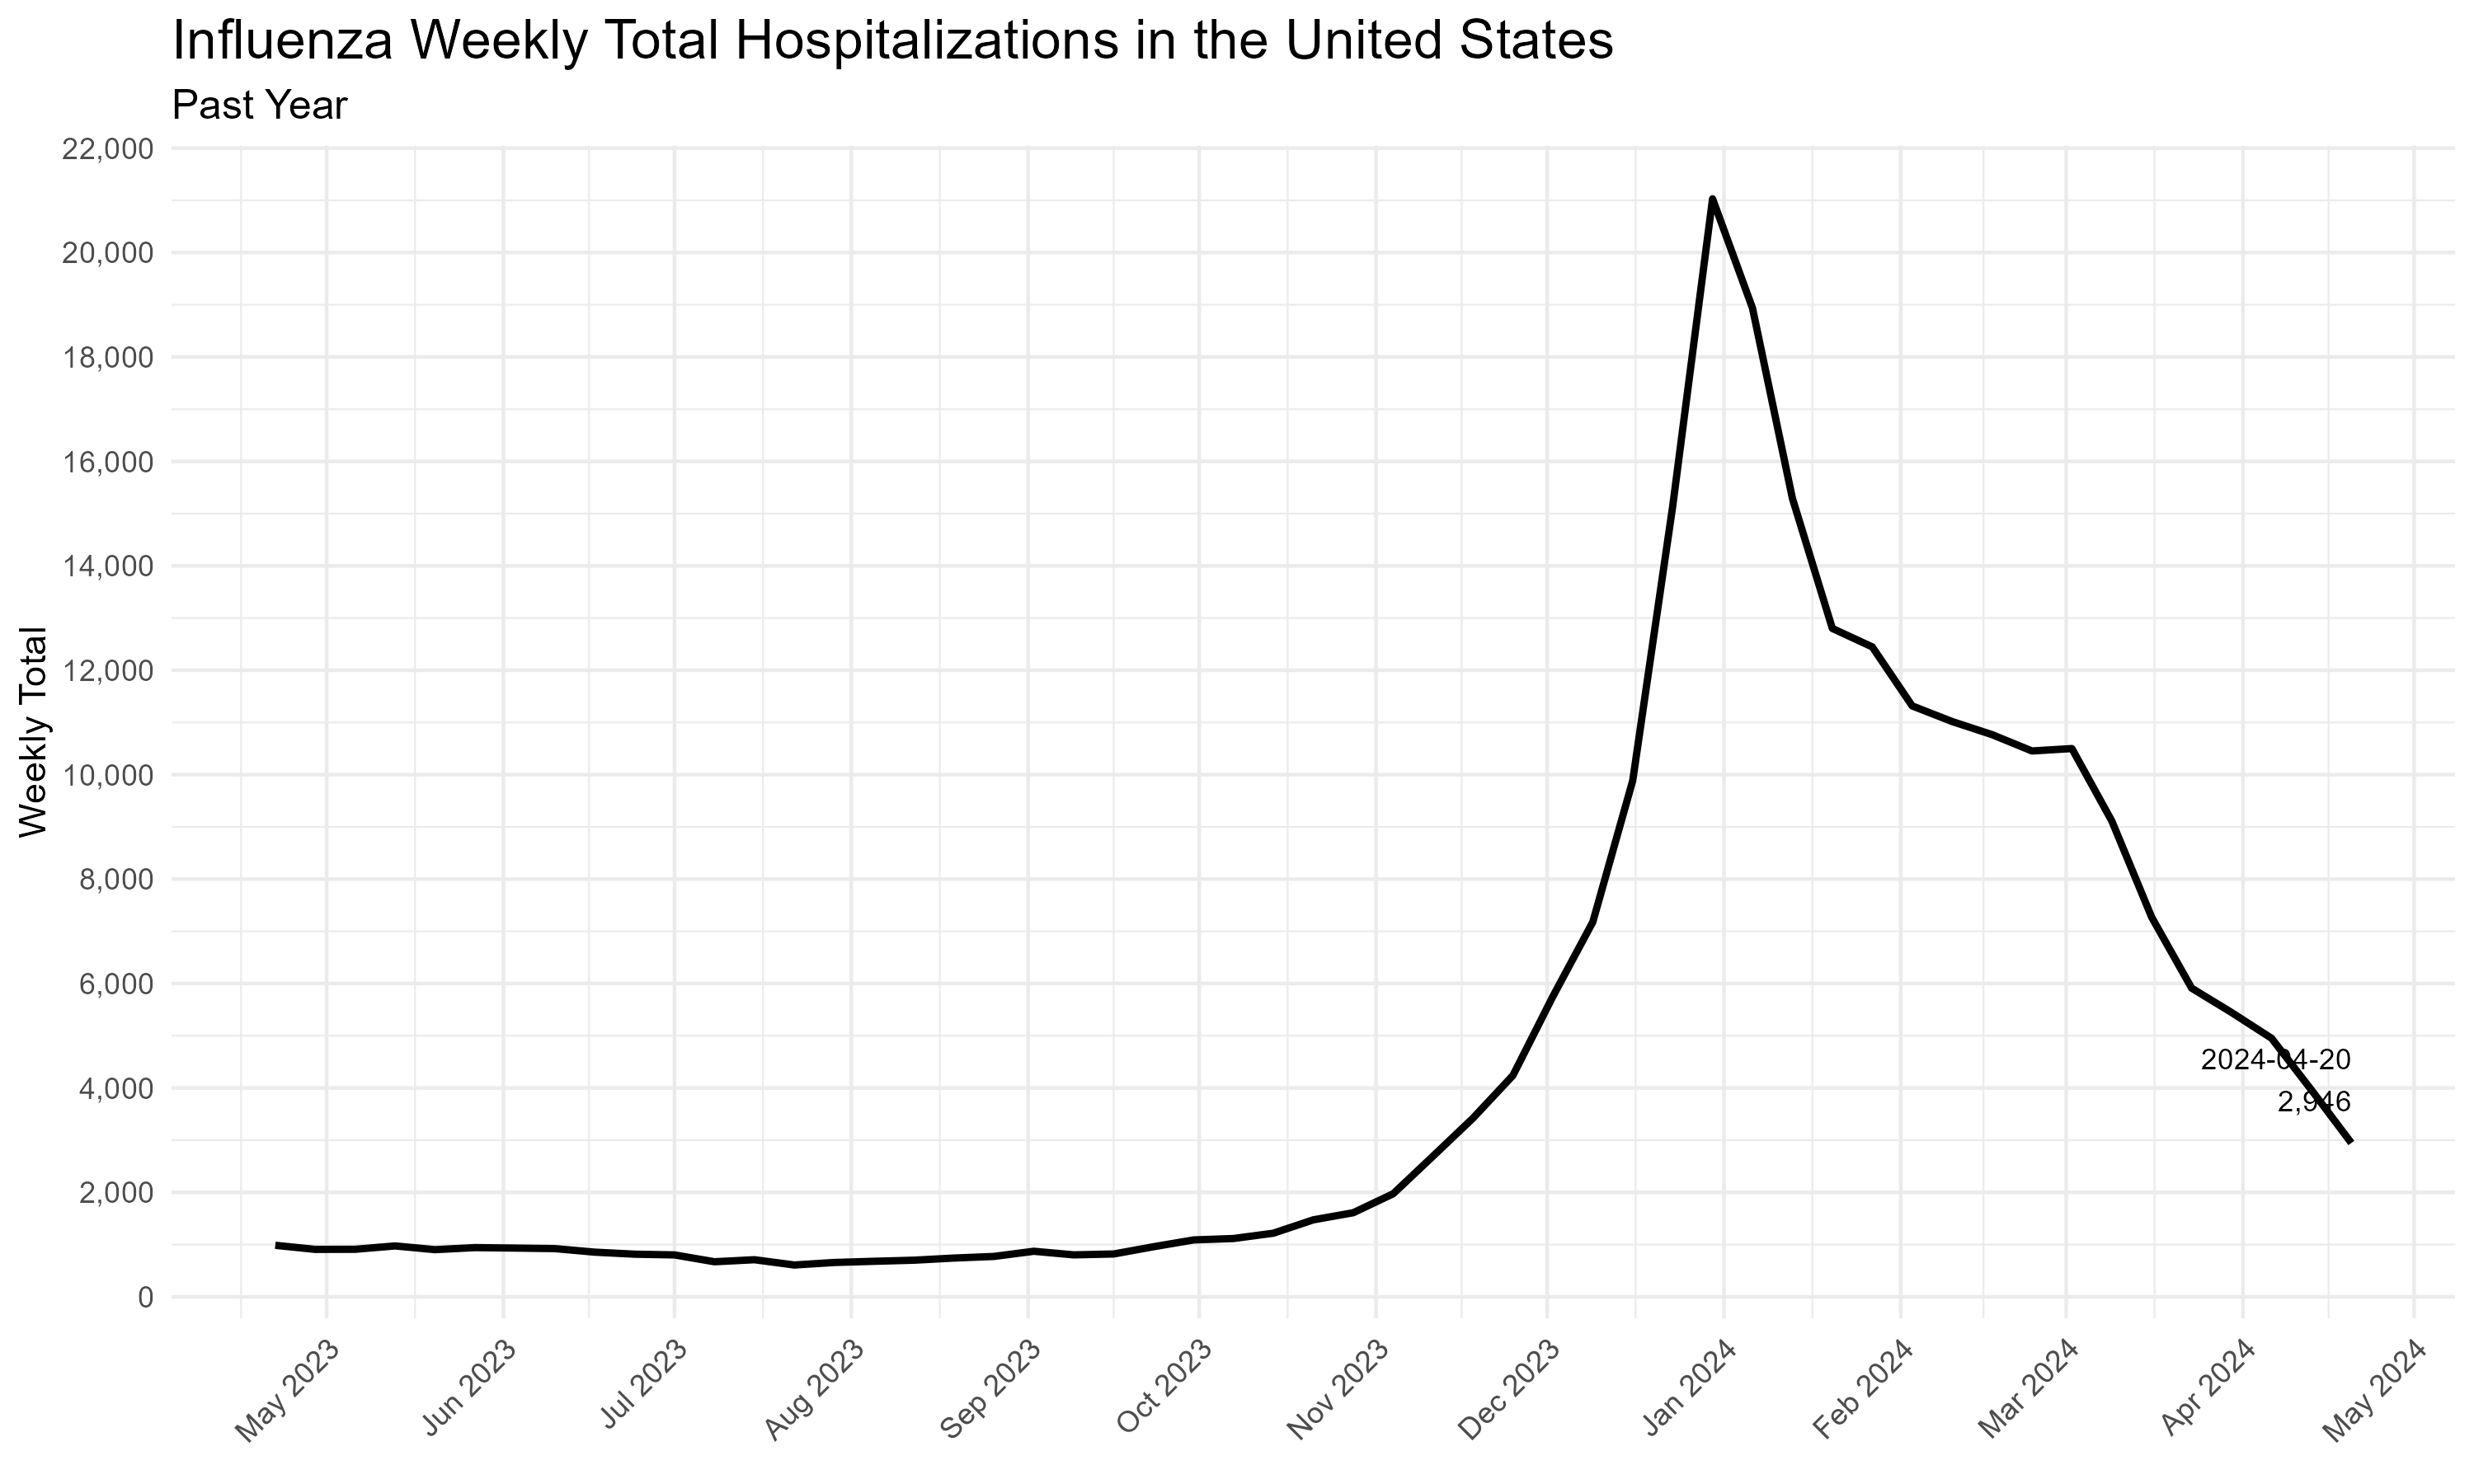 Influenza Weekly Total Hospitalizations in the United States
Past Year
22,000
20,000
18,000
16,000
14,000
12,000
10,000
8,000
6,000
4,000
2,000
0
Weekly Total
2024-04-20
2,946
May 2023
Jun 2023
Jul 2023
Aug 2023
Sep 2023
Oct 2023
Nov 2023
Dec 2023
Jan 2024
Feb 2024
Mar 2024
Apr 2024
May 2024